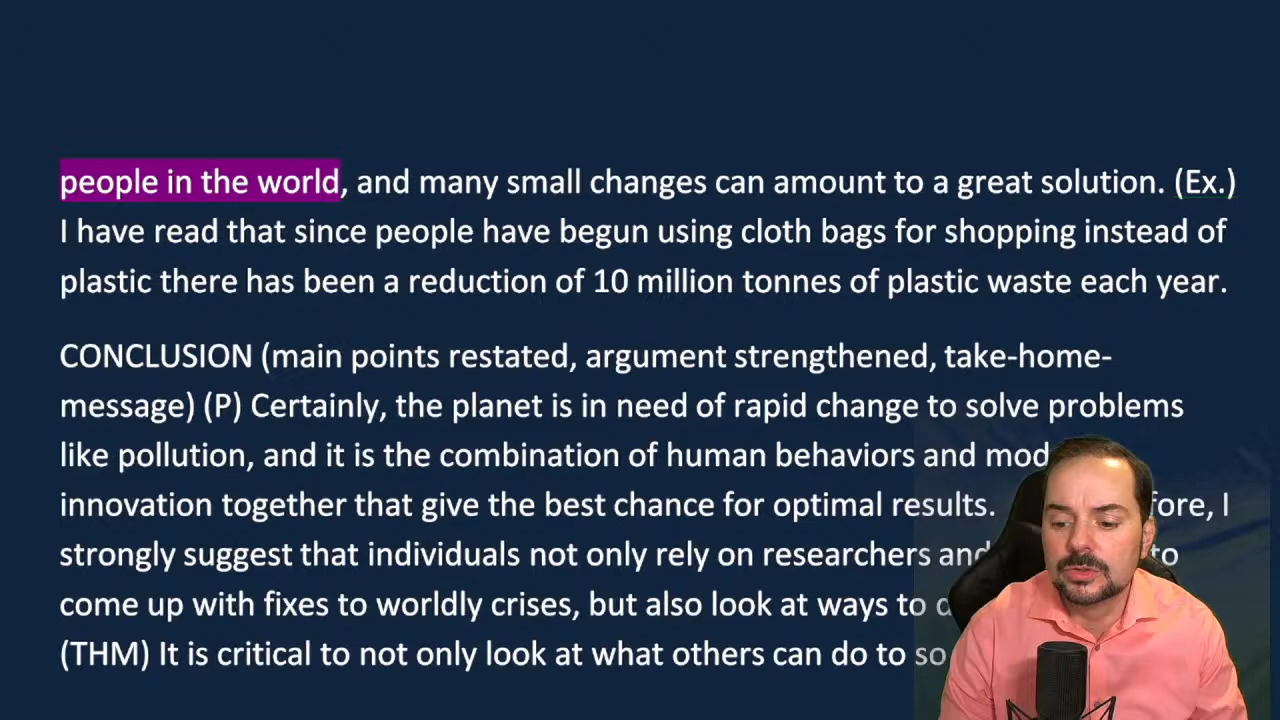 people in the world, and many small changes can amount to a great solution. (Ex.)
I have read that since people have begun using cloth bags for shopping instead of
plastic there has been a reduction of 10 million tonnes of plastic waste each year.
CONCLUSION (main points restated, argument strengthened, take-home-
message) (P) Certainly, the planet is in need of rapid change to solve problems
like pollution, and it is the combination of human behaviors and
innovation together that give the best chance for optimal results. I
strongly suggest that individuals not only rely on researchers to
come up with fixes to worldly crises, but also look at ways to
(THM) It is critical to not only look at what others can do to